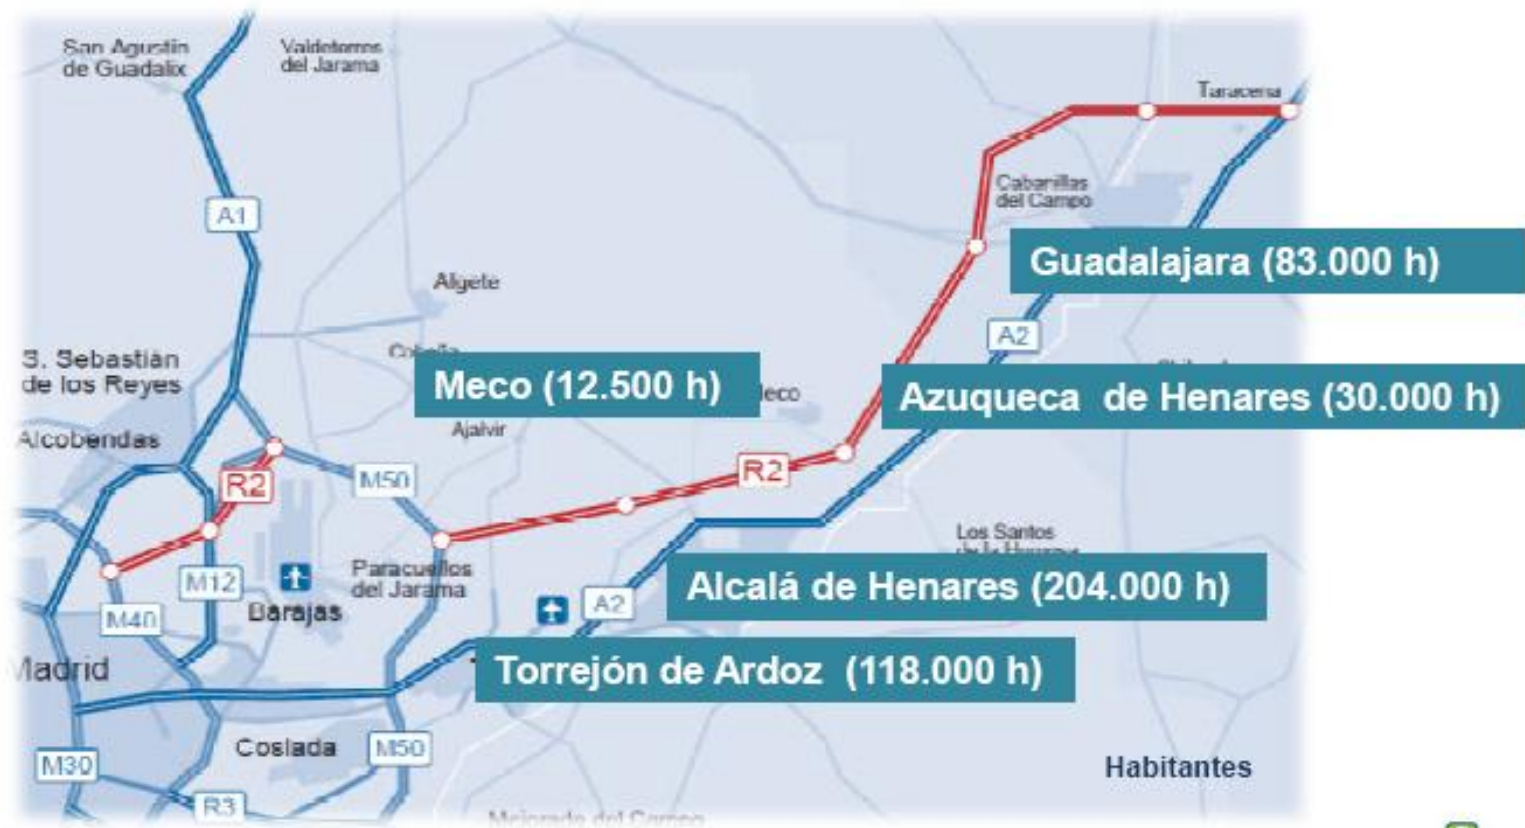 San Agustín
de Guadalix
Valdetorres
del Jarama
Taracena
Cabanillas
del Campo
A1
Guadalajara (83.000 h)
Algete
A2
S. Sebastián
de los Reyes
Meco (12.500 h)
Azuqueca de Henares (30.000 h)
Alcobendas
Ajalvir
R2
M50
R2
Los Santos
Paracuellos
del Jarama
M12
Barajas
M40
A2
Alcalá de Henares (204.000 h)
Madrid
Torrejón de Ardoz (118.000 h)
Coslada
M50
M30
Habitantes
R3
Mejorada del Campo